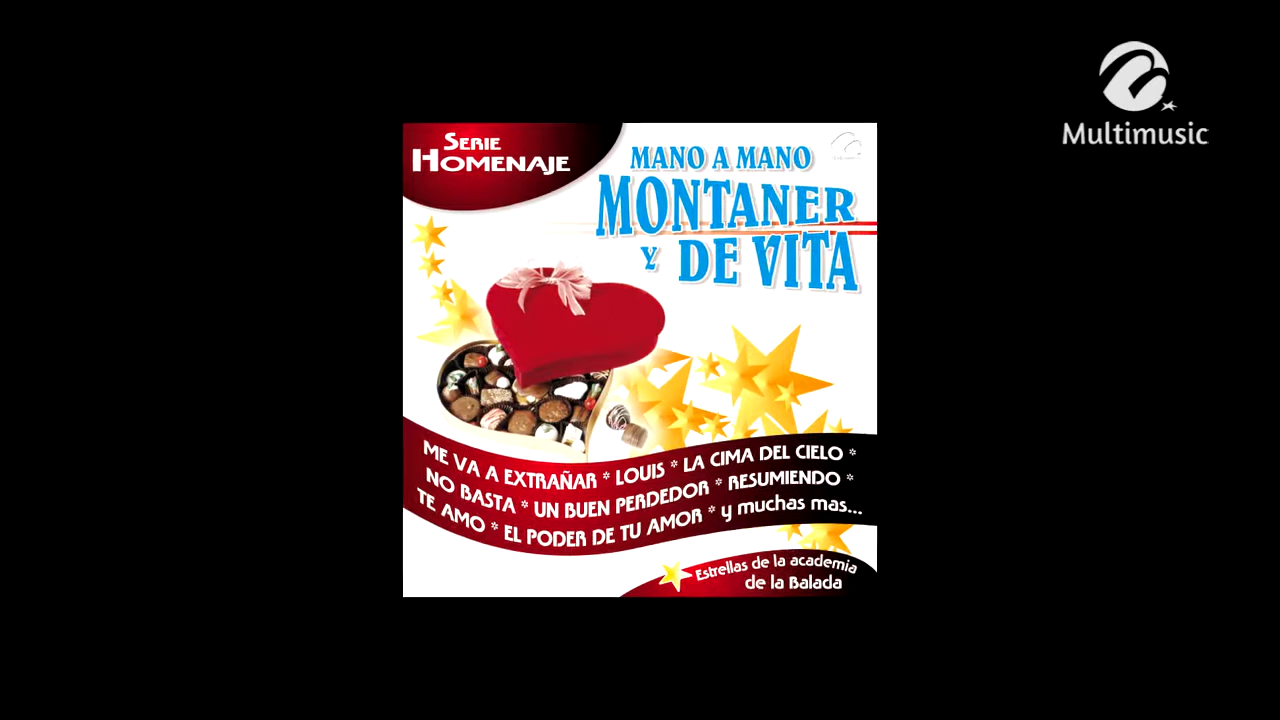 Multimusic
SERIE
HOMENAJE
MANO A MANO
MONTANER
Y DE VITA
ME VA A EXTRAÑAR * LOUIS * LA CIMA DEL CIELO *
NO BASTA * UN BUEN PERDEDOR * RESUMIENDO *
TE AMO * EL PODER DE TU AMOR * y muchas mas...
Estrellas de la academia
de la Balada